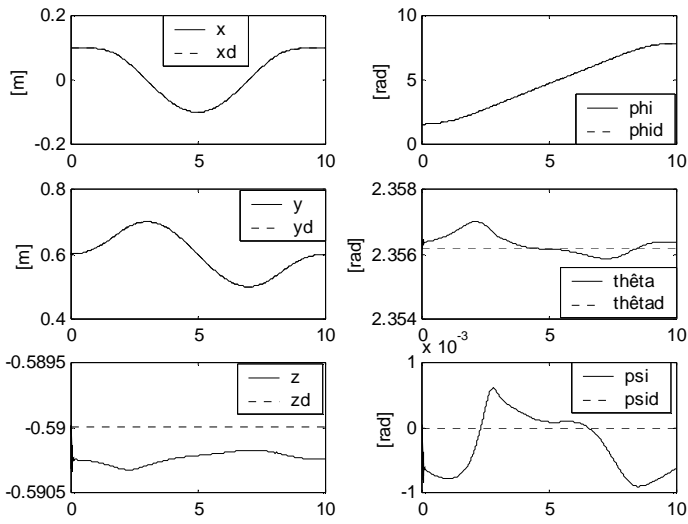 0.2
0
-0.2
[m]
x
xd
0
5
10
10
5
0
[rad]
phi
phid
0
5
10
0.8
0.6
0.4
[m]
y
yd
0
5
10
2.358
2.356
2.354
[rad]
thêta
thêtad
0
5
10
-0.5895
-0.59
-0.5905
z
zd
0
5
10
x 10-3
1
0
-1
[rad]
psi
psid
0
5
10